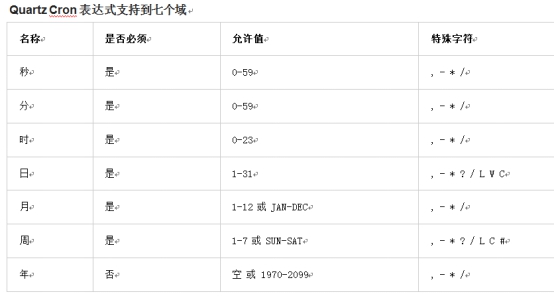 Quartz Cron 表达式支持到七个域
名称 是否必须 允许值 特殊字符
秒 是 0-59 , - * /
分 是 0-59 , - * /
时 是 0-23 , - * /
日 是 1-31 , - * ? / L W C
月 是 1-12 或 JAN-DEC , - * /
周 是 1-7 或 SUN-SAT , - * ? / L C #
年 否 空 或 1970-2099 , - * /